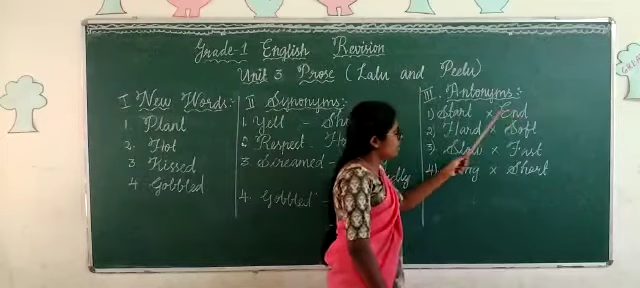 Grade-1 English Revision
Unit 3 Prose (Lalu and Peelu)
I New Words:-
1. Plant
2. Hot
3. Kissed
4. Gobbled
II Synonyms:-
1. Yell - Sh
2. Respect - Ho
3. Screamed -
4. Gobbled -
III. Antonyms:-
1) Start x End
2) Hard x Soft
3) Slow x Fast
4) x Short